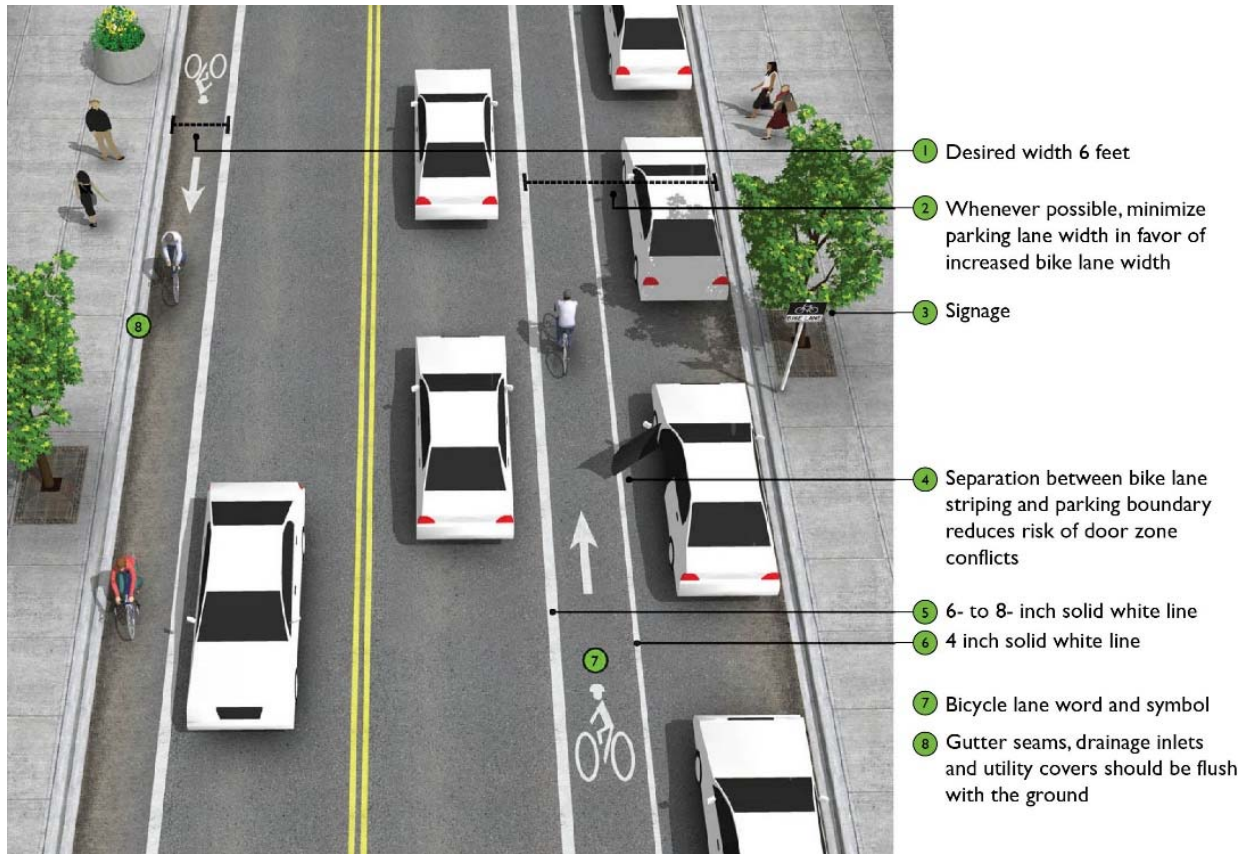 1 Desired width 6 feet
2 Whenever possible, minimize
parking lane width in favor of
increased bike lane width
BIKE LANE
3 Signage
4 Separation between bike lane
striping and parking boundary
reduces risk of door zone
conflicts
5 6- to 8- inch solid white line
6 4 inch solid white line
7
7 Bicycle lane word and symbol
8
8 Gutter seams, drainage inlets
and utility covers should be flush
with the ground